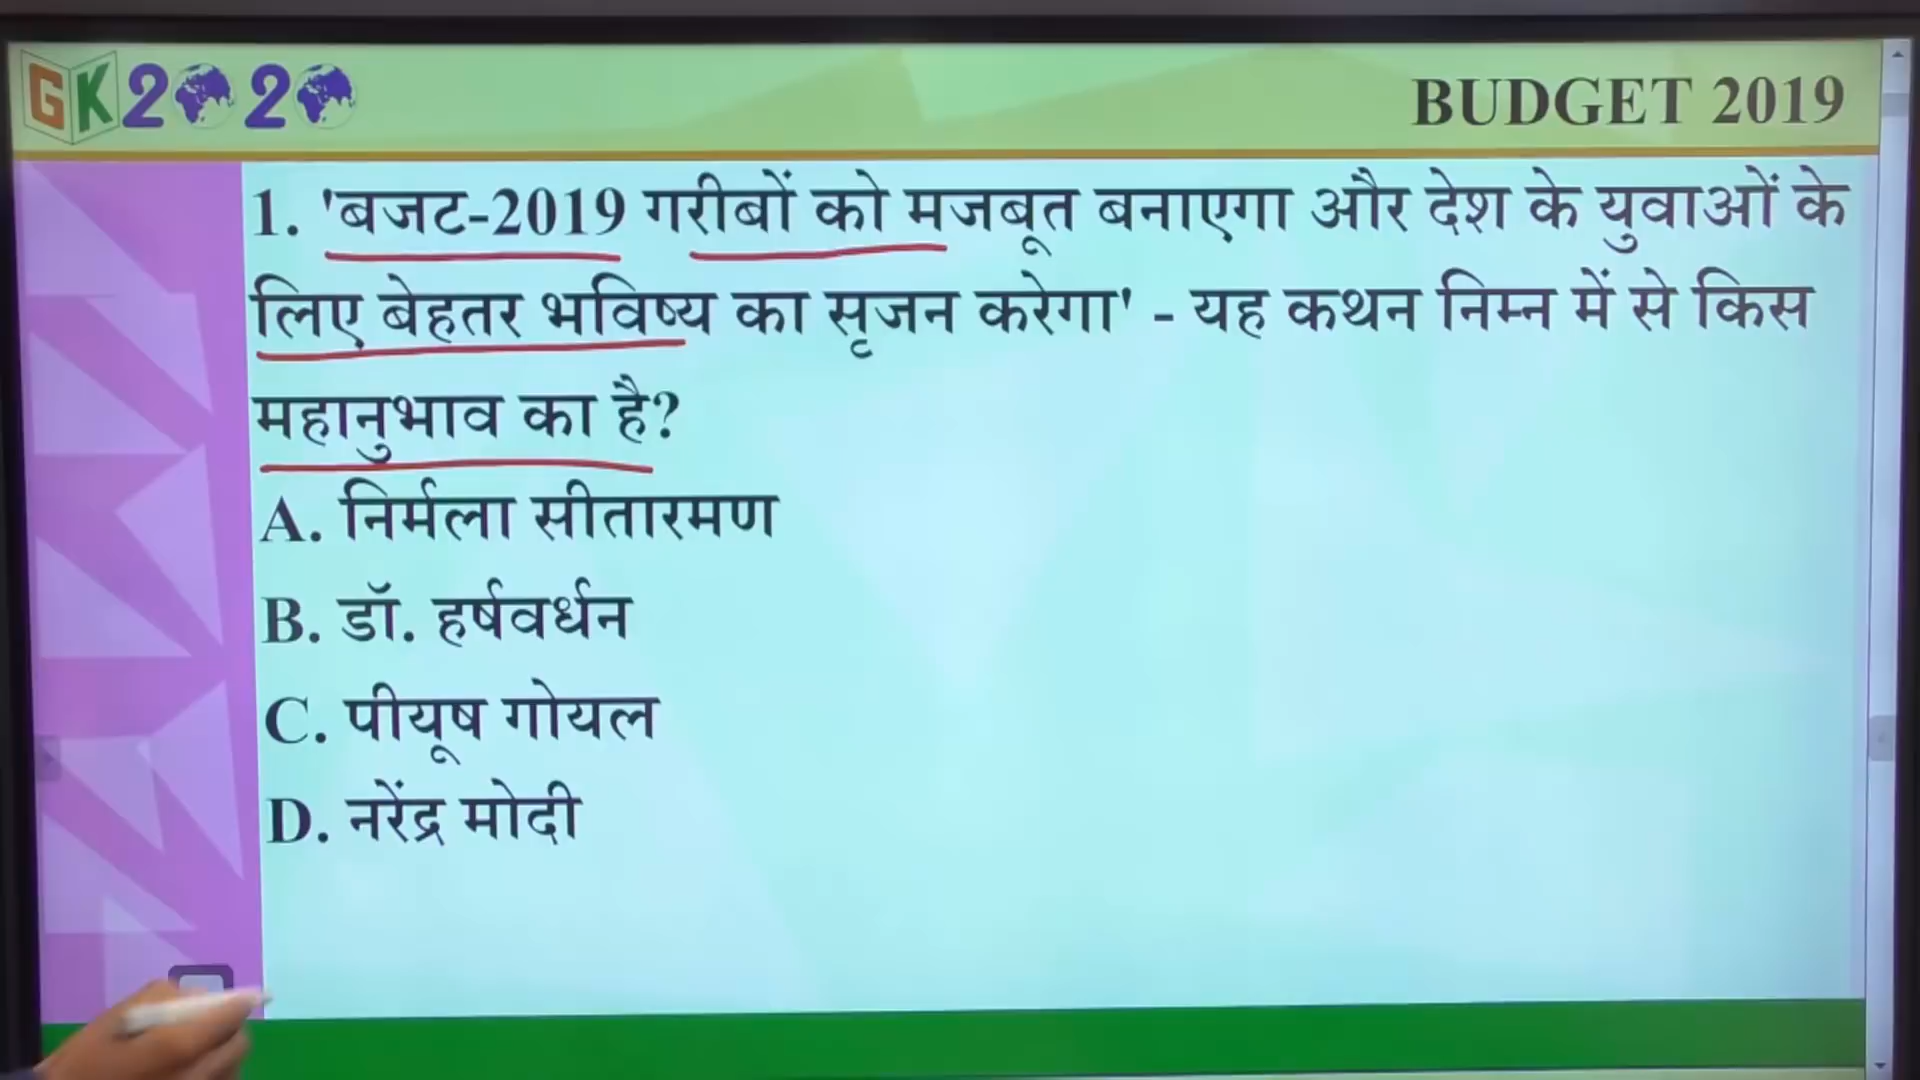 GK2020
BUDGET 2019
1. 'बजट-2019 गरीबों को मजबूत बनाएगा और देश के युवाओं के
लिए बेहतर भविष्य का सृजन करेगा' - यह कथन निम्न में से किस
महानुभाव का है?
A. निर्मला सीतारमण
B. डॉ. हर्षवर्धन
C. पीयूष गोयल
D. नरेंद्र मोदी